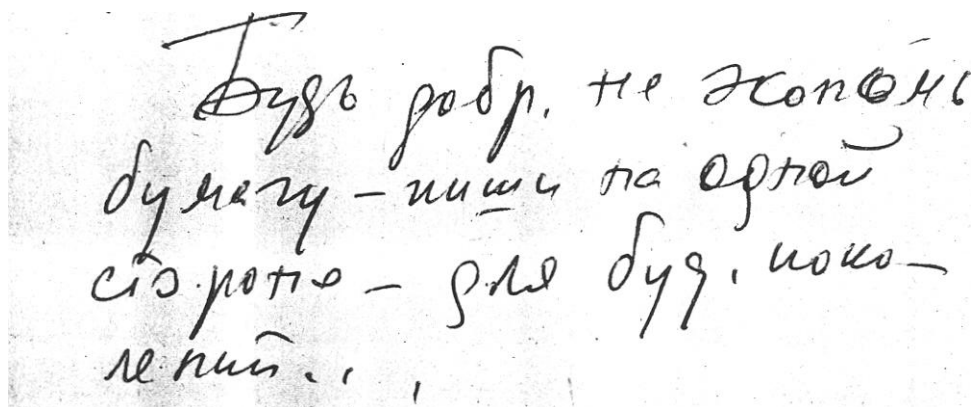 Будь добр, не экономь
бумагу – пиши на одной
стороне – для буд. поко-
лений...